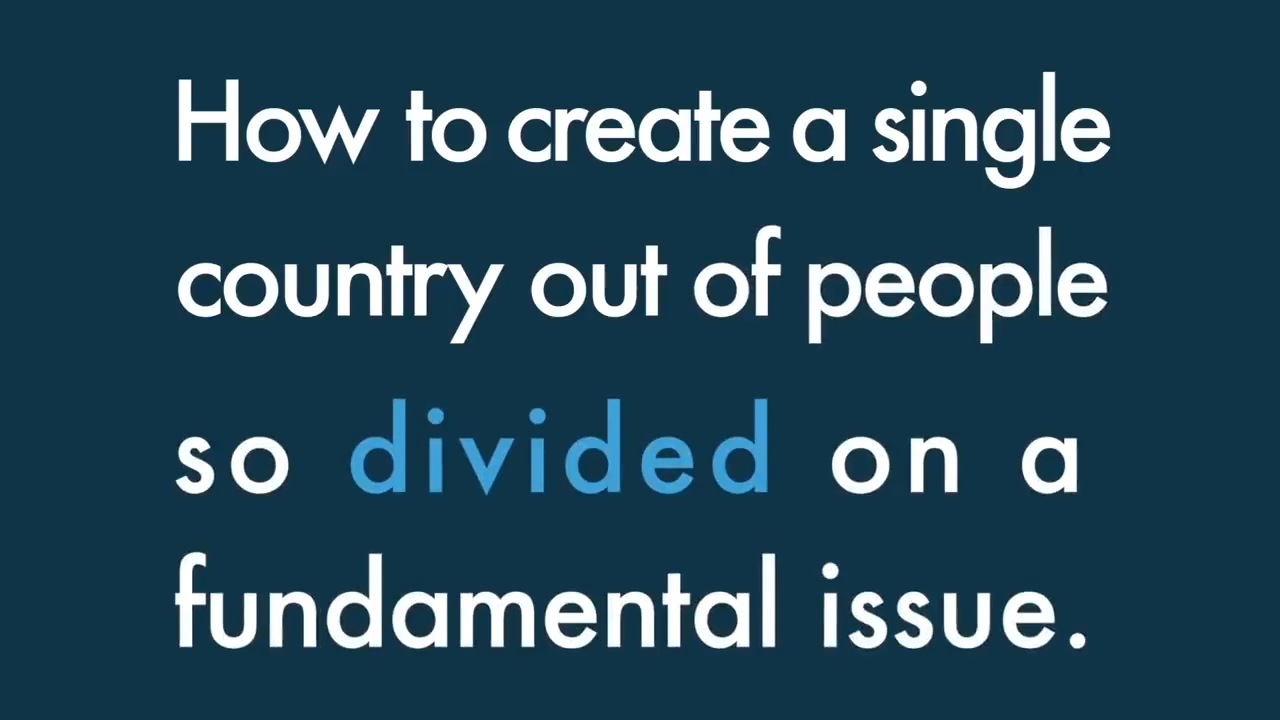 How to create a single
country out of people
so divided on a
fundamental issue.